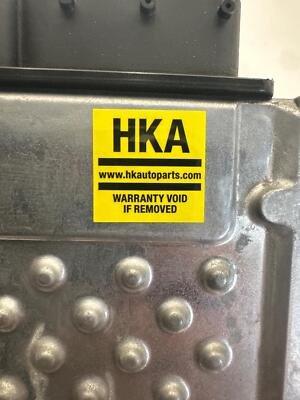 HKA
www.hkautoparts.com
WARRANTY VOID
IF REMOVED